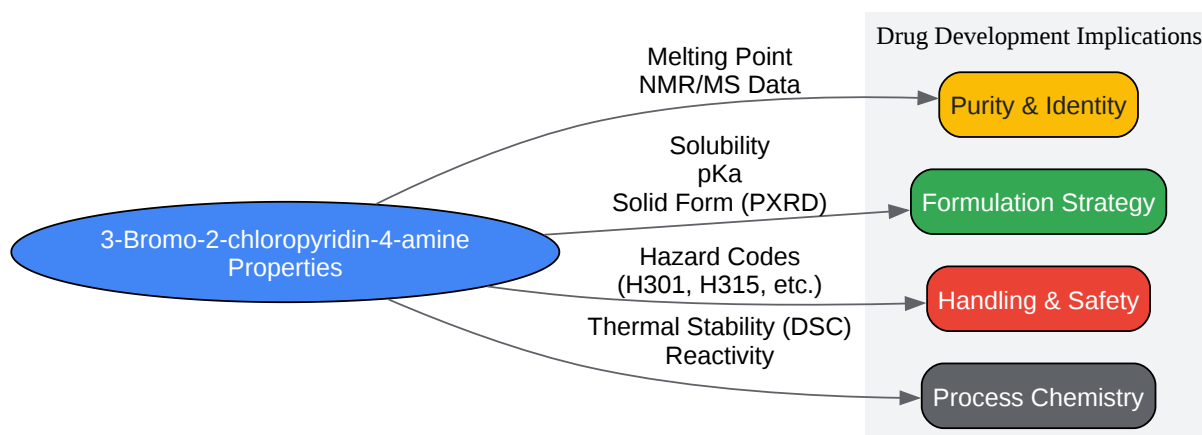 Drug Development Implications
Melting Point
NMR/MS Data
Purity & Identity
Solubility
pKa
Solid Form (PXRD)
Formulation Strategy
3-Bromo-2-chloropyridin-4-amine
Properties
Hazard Codes
(H301, H315, etc.)
Handling & Safety
Thermal Stability (DSC)
Reactivity
Process Chemistry